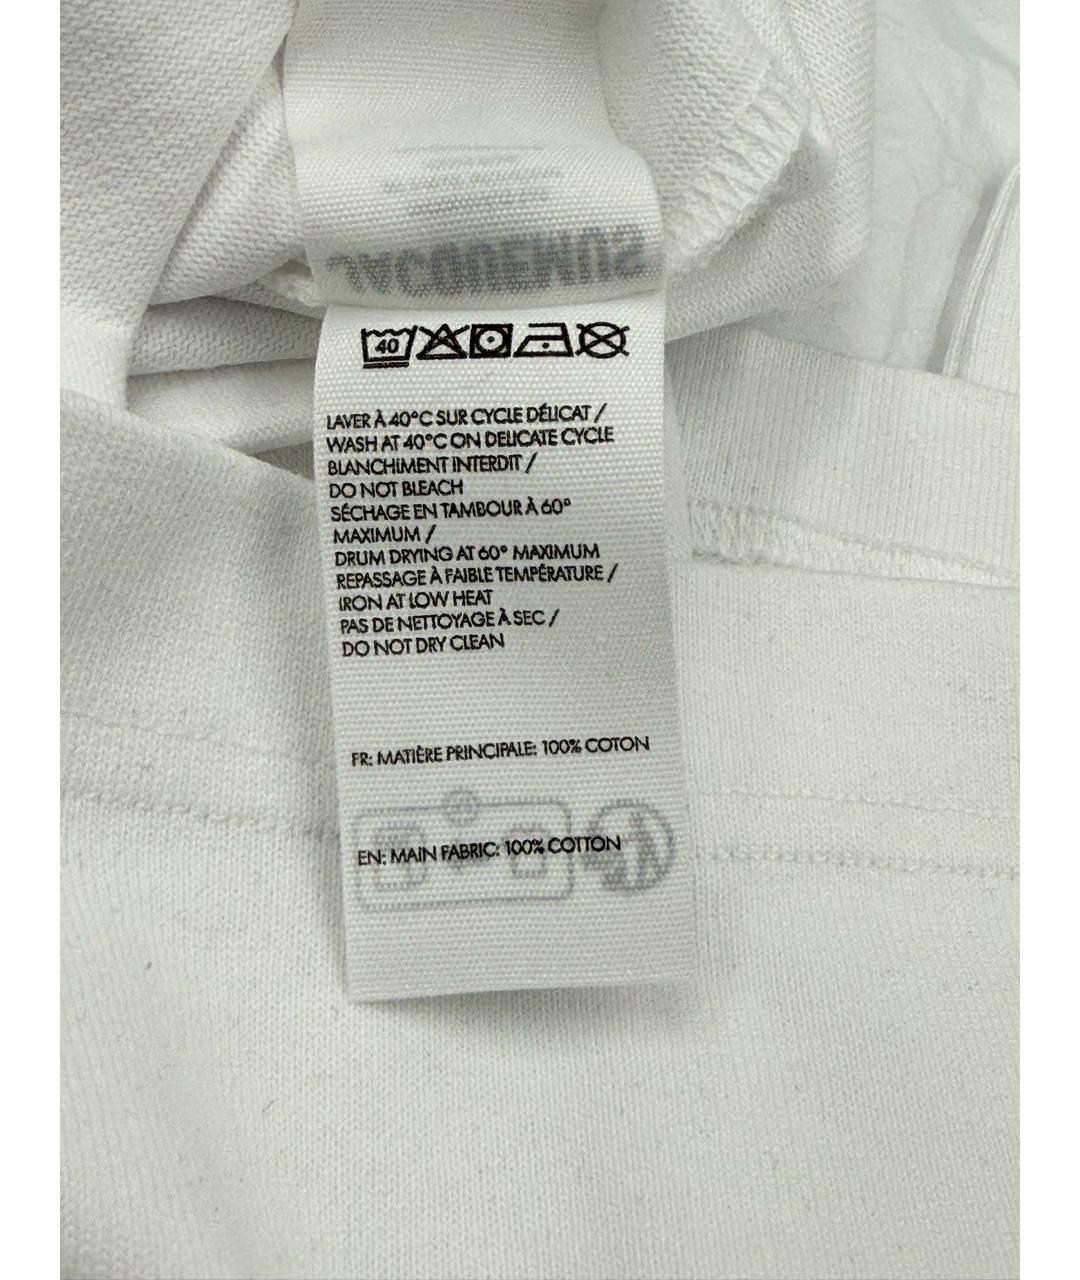 JACQUEMUS
40
LAVER À 40°C SUR CYCLE DÉLICAT /
WASH AT 40°C ON DELICATE CYCLE
BLANCHIMENT INTERDIT /
DO NOT BLEACH
SÉCHAGE EN TAMBOUR À 60°
MAXIMUM /
DRUM DRYING AT 60° MAXIMUM
REPASSAGE À FAIBLE TEMPÉRATURE /
IRON AT LOW HEAT
PAS DE NETTOYAGE À SEC /
DO NOT DRY CLEAN
FR: MATIÈRE PRINCIPALE: 100% COTON
EN: MAIN FABRIC: 100% COTTON